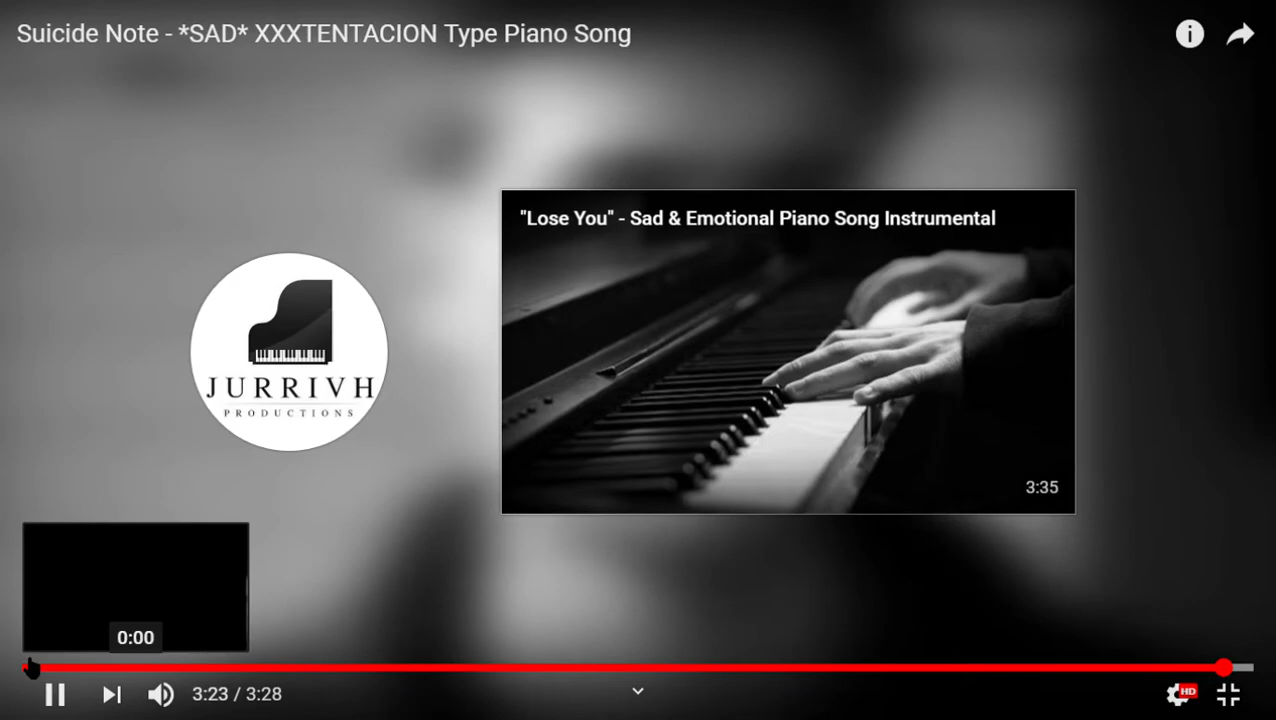 Suicide Note - *SAD* XXXTENTACION Type Piano Song
i
"Lose You" - Sad & Emotional Piano Song Instrumental
JURRIVH
PRODUCTIONS
3:35
0:00
3:23 / 3:28
HD